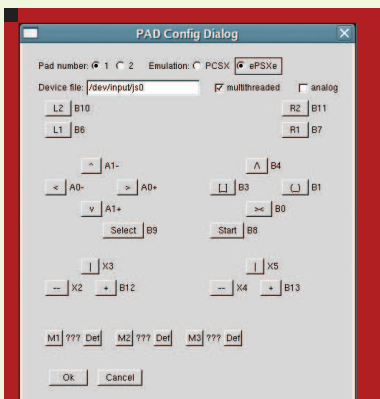 PAD Config Dialog
Pad number: 1 2 Emulation: PCSX ePSXe
Device file: /dev/input/js0 multithreaded analog
L2 B10 R2 B11
L1 B6 R1 B7
^ A1- /\ B4
< A0- > A0+ [_] B3 (_) B1
v A1+ >< B0
Select B9 Start B8
| X3 | X5
-- X2 + B12 -- X4 + B13
M1 ??? Def M2 ??? Def M3 ??? Def
Ok Cancel